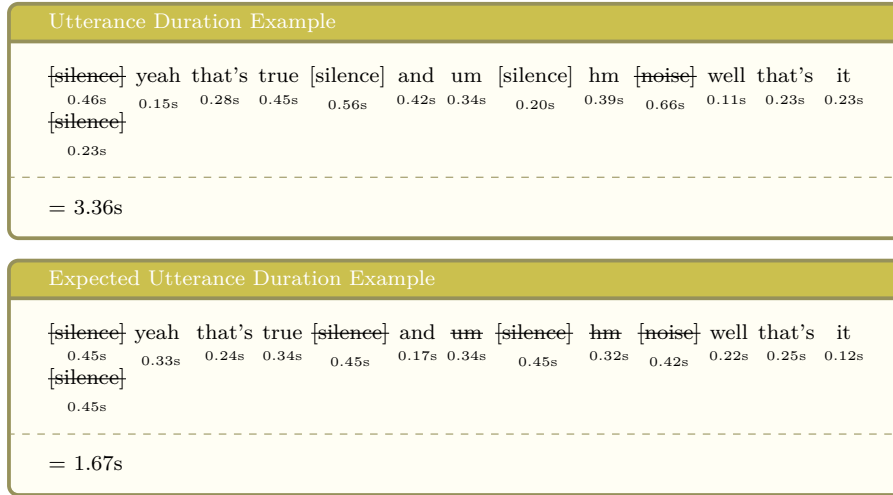 Utterance Duration Example
[silence] yeah that's true [silence] and um [silence] hm [noise] well that's it
0.46s 0.15s 0.28s 0.45s 0.56s 0.42s 0.34s 0.20s 0.39s 0.66s 0.11s 0.23s 0.23s
[silence]
0.23s
= 3.36s
Expected Utterance Duration Example
[silence] yeah that's true [silence] and um [silence] hm [noise] well that's it
0.45s 0.33s 0.24s 0.34s 0.45s 0.17s 0.34s 0.45s 0.32s 0.42s 0.22s 0.25s 0.12s
[silence]
0.45s
= 1.67s